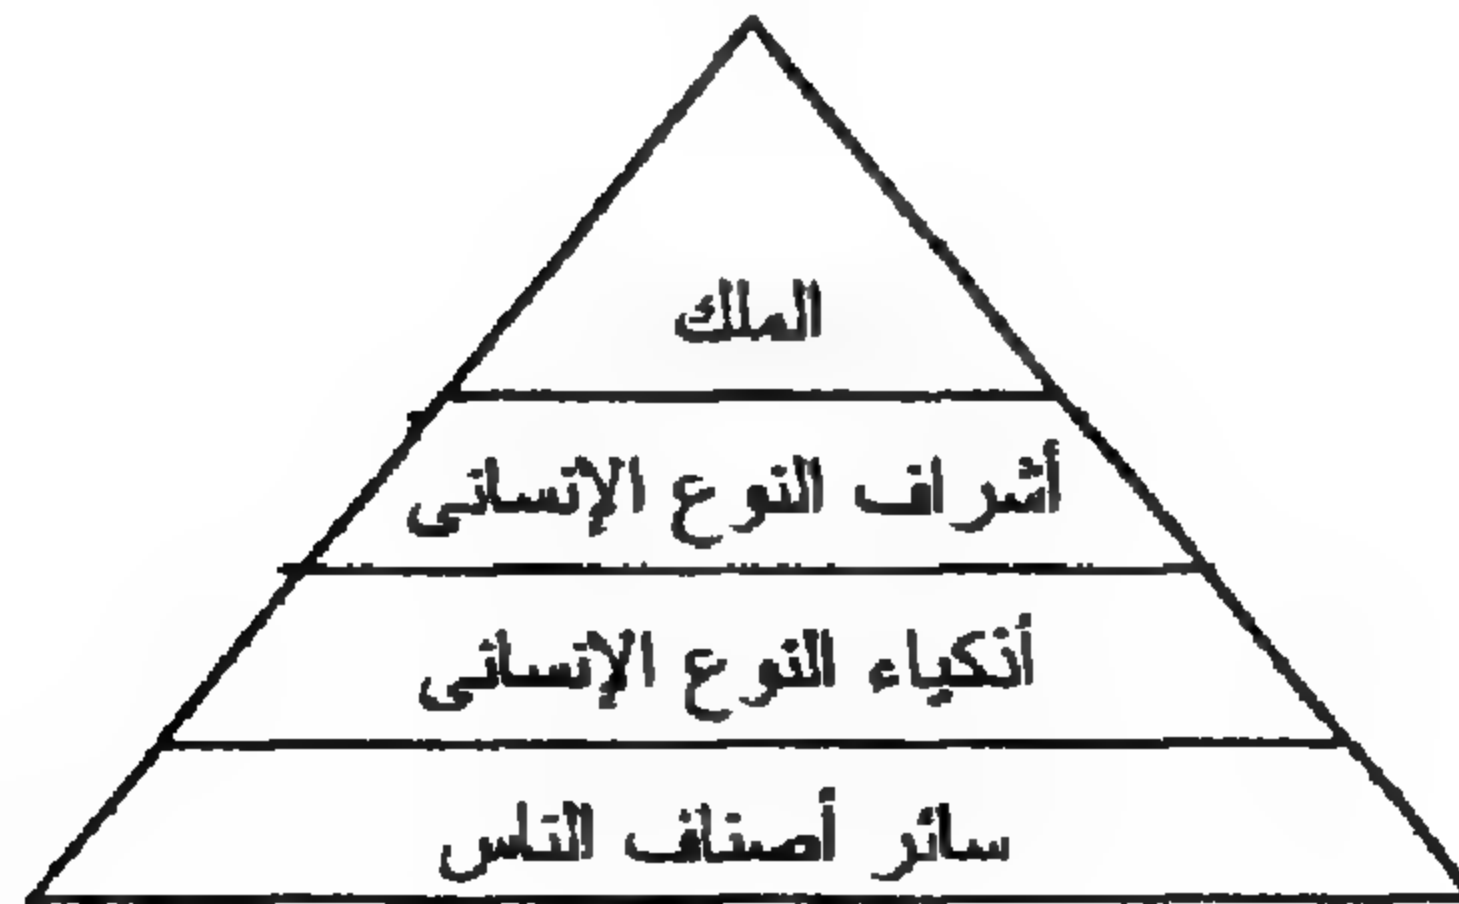 الملك
أشراف النوع الإنسانى
أذكياء النوع الإنسانى
سائر أصناف الناس